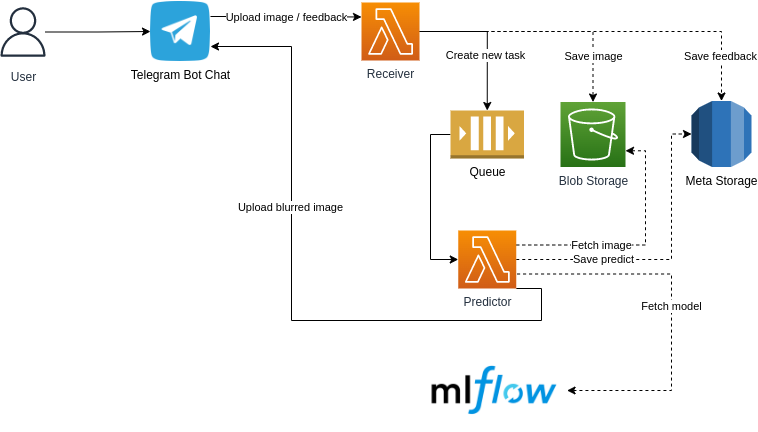 Upload image / feedback
User
Telegram Bot Chat
Receiver
Create new task
Save image
Save feedback
Queue
Blob Storage
Meta Storage
Upload blurred image
Fetch image
Save predict
Predictor
Fetch model
mlflow